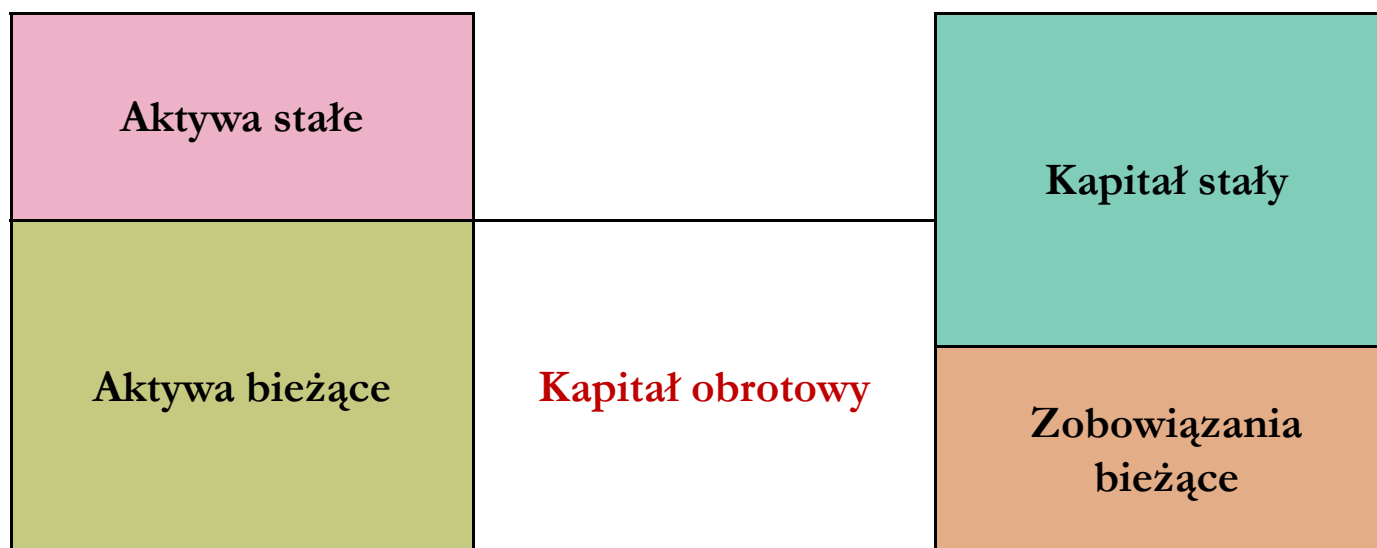 Aktywa stałe
Kapitał stały
Aktywa bieżące
Kapitał obrotowy
Zobowiązania
bieżące